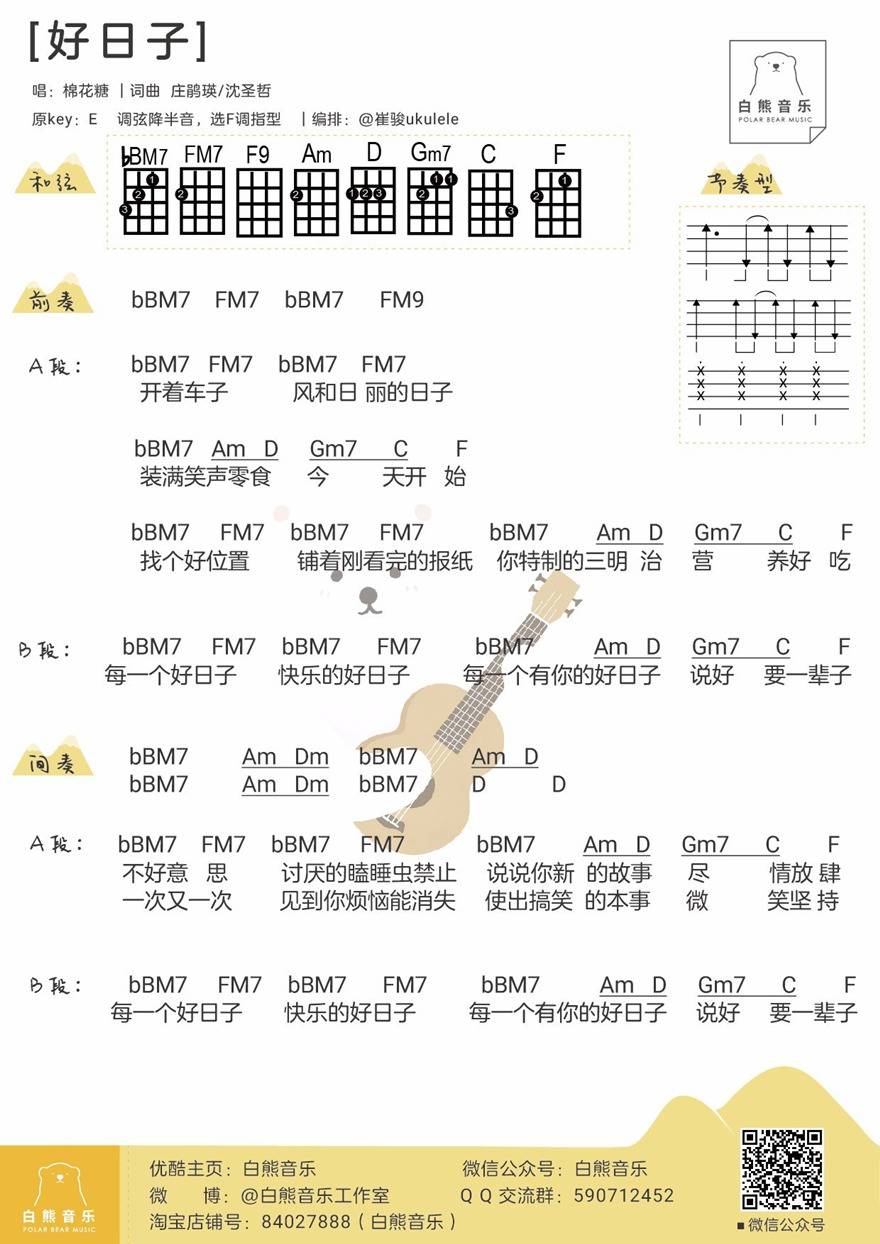 [好日子]
唱：棉花糖 | 词曲 庄鹃瑛/沈圣哲
原key：E 调弦降半音，选F调指型 | 编排：@崔骏ukulele
白熊音乐
POLAR BEAR MUSIC
和弦
bBM7 FM7 F9 Am D Gm7 C F
节奏型
前奏 bBM7 FM7 bBM7 FM9
A段： bBM7 FM7 bBM7 FM7
开着车子 风和日 丽的日子
bBM7 Am D Gm7 C F
装满笑声零食 今 天开 始
bBM7 FM7 bBM7 FM7 bBM7 Am D Gm7 C F
找个好位置 铺着刚看完的报纸 你特制的三明 治 营 养好 吃
B段： bBM7 FM7 bBM7 FM7 bBM7 Am D Gm7 C F
每一个好日子 快乐的好日子 每一个有你的好日子 说好 要一辈子
间奏 bBM7 Am Dm bBM7 Am D
bBM7 Am Dm bBM7 D D
A段： bBM7 FM7 bBM7 FM7 bBM7 Am D Gm7 C F
不好意 思 讨厌的瞌睡虫禁止 说说你新 的故事 尽 情放 肆
一次又一次 见到你烦恼能消失 使出搞笑 的本事 微 笑坚 持
B段： bBM7 FM7 bBM7 FM7 bBM7 Am D Gm7 C F
每一个好日子 快乐的好日子 每一个有你的好日子 说好 要一辈子
白熊音乐
POLAR BEAR MUSIC
优酷主页：白熊音乐 微信公众号：白熊音乐
微 博：@白熊音乐工作室 QQ交流群：590712452
淘宝店铺号：84027888（白熊音乐）
■微信公众号